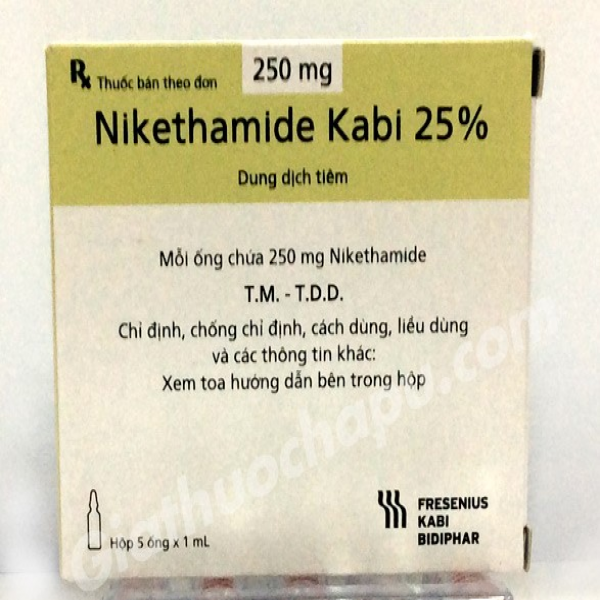 Rx Thuốc bán theo đơn
250 mg
Nikethamide Kabi 25%
Dung dịch tiêm
Mỗi ống chứa 250 mg Nikethamide
T.M. - T.D.D.
Chỉ định, chống chỉ định, cách dùng, liều dùng
và các thông tin khác:
Xem toa hướng dẫn bên trong hộp
Hộp 5 ống x 1 mL
FRESENIUS
KABI
BIDIPHAR
Giathuochapu.com